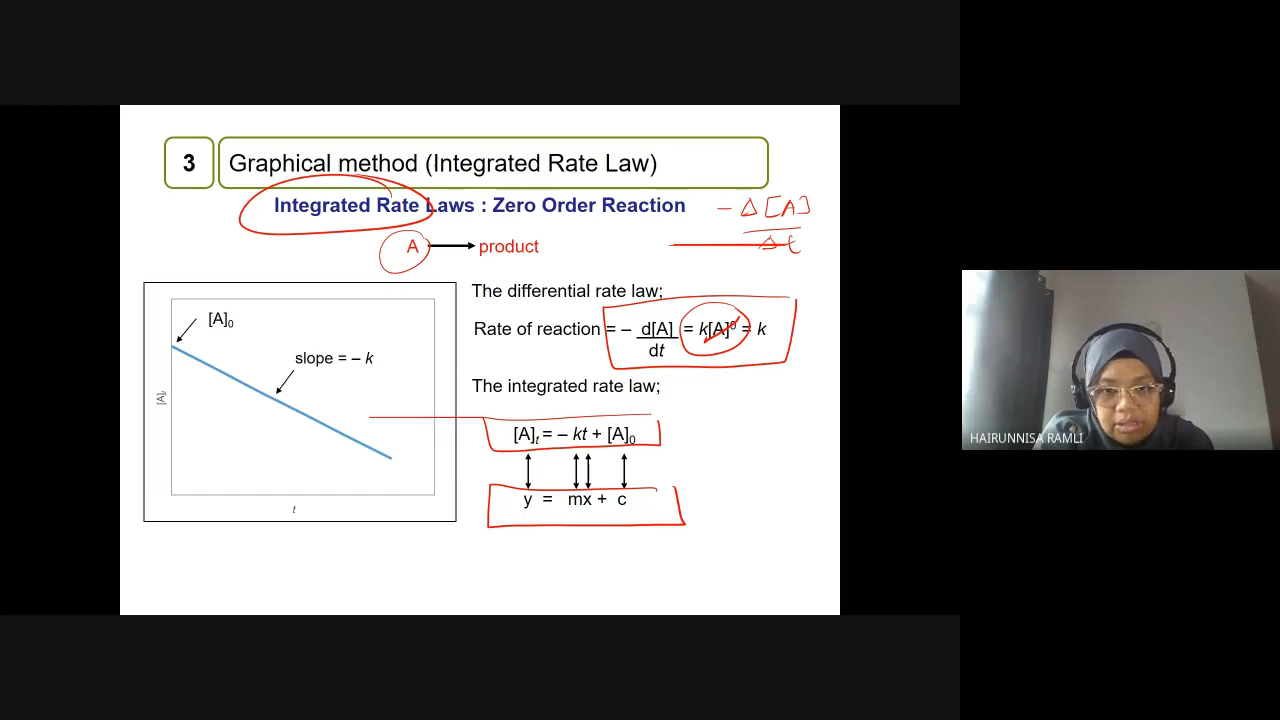 3 Graphical method (Integrated Rate Law)
Integrated Rate Laws : Zero Order Reaction
− Δ[A]
Δt
A → product
The differential rate law;
Rate of reaction = – d[A] = k[A]⁰ = k
dt
[A]₀
slope = – k
[A]ₜ
t
The integrated rate law;
[A]ₜ = – kt + [A]₀
y = mx + c
HAIRUNNISA RAMLI